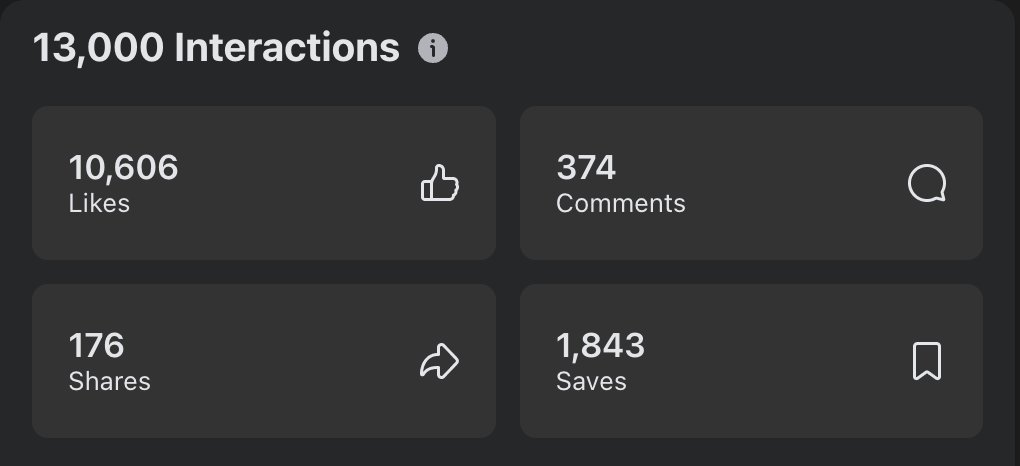 13,000 Interactions
10,606
Likes
374
Comments
176
Shares
1,843
Saves